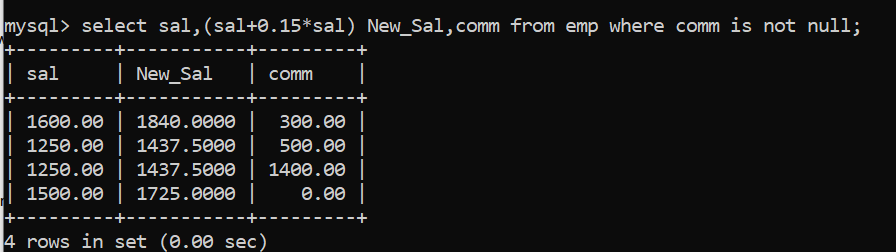 mysql> select sal,(sal+0.15*sal) New_Sal,comm from emp where comm is not null;
+---------+-----------+---------+
| sal     | New_Sal   | comm    |
+---------+-----------+---------+
| 1600.00 | 1840.0000 |  300.00 |
| 1250.00 | 1437.5000 |  500.00 |
| 1250.00 | 1437.5000 | 1400.00 |
| 1500.00 | 1725.0000 |    0.00 |
+---------+-----------+---------+
4 rows in set (0.00 sec)